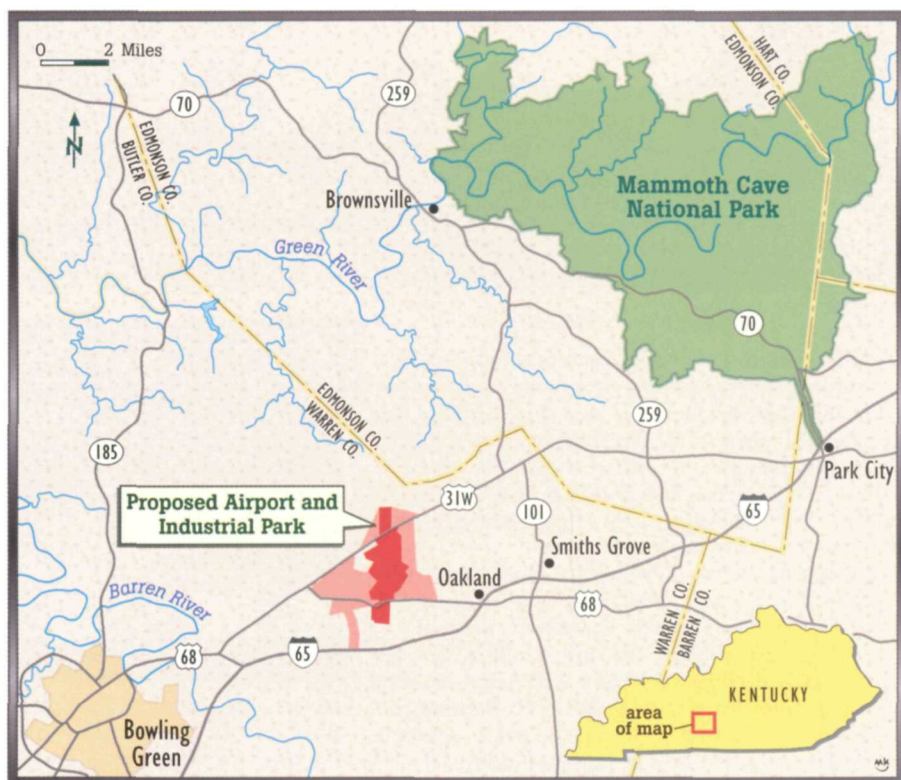 0 2 Miles
N
70
259
HART CO.
EDMONSON CO.
EDMONSON CO.
BUTLER CO.
Brownsville
Mammoth Cave
National Park
Green River
70
EDMONSON CO.
WARREN CO.
259
185
Park City
Proposed Airport and
Industrial Park
31W
101
65
Smiths Grove
Oakland
Barren River
68
WARREN CO.
BARREN CO.
68
65
KENTUCKY
area
of map
Bowling
Green